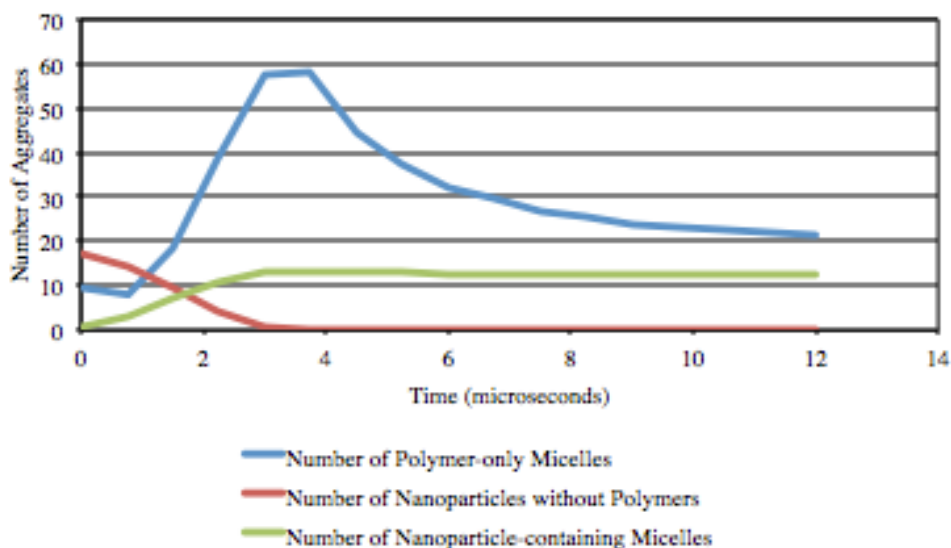 70
60
50
40
30
20
10
0
Number of Aggregates
0 2 4 6 8 10 12 14
Time (microseconds)
Number of Polymer-only Micelles
Number of Nanoparticles without Polymers
Number of Nanoparticle-containing Micelles